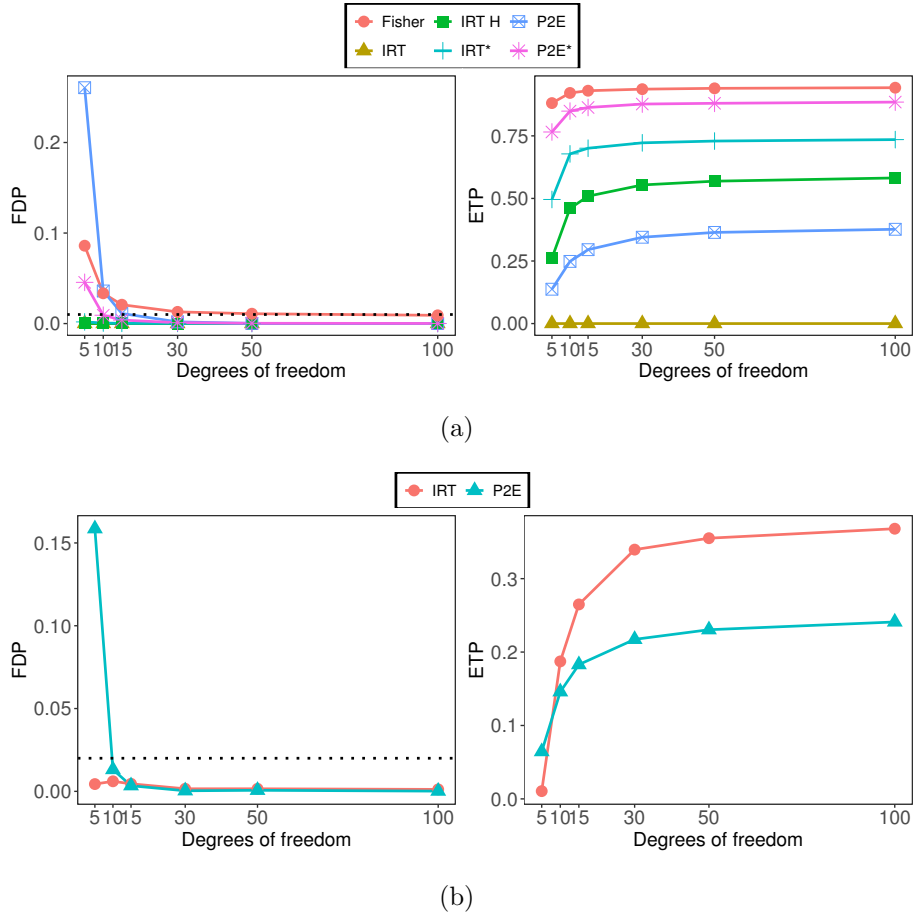 Fisher IRT H P2E
IRT IRT* P2E*
0.2
0.1
0.0
FDP
5 10 15 30 50 100
Degrees of freedom
0.75
0.50
0.25
0.00
ETP
5 10 15 30 50 100
Degrees of freedom
(a)
IRT P2E
0.15
0.10
0.05
0.00
FDP
5 10 15 30 50 100
Degrees of freedom
0.3
0.2
0.1
0.0
ETP
5 10 15 30 50 100
Degrees of freedom
(b)